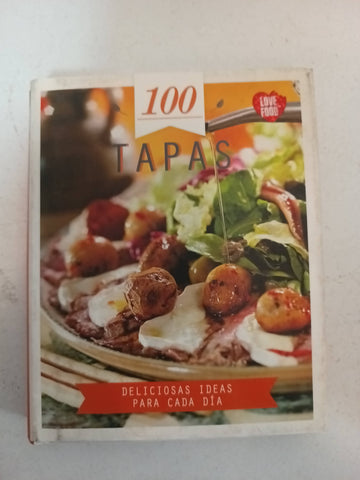 100
LOVE
FOOD
TAPAS
DELICIOSAS IDEAS
PARA CADA DÍA